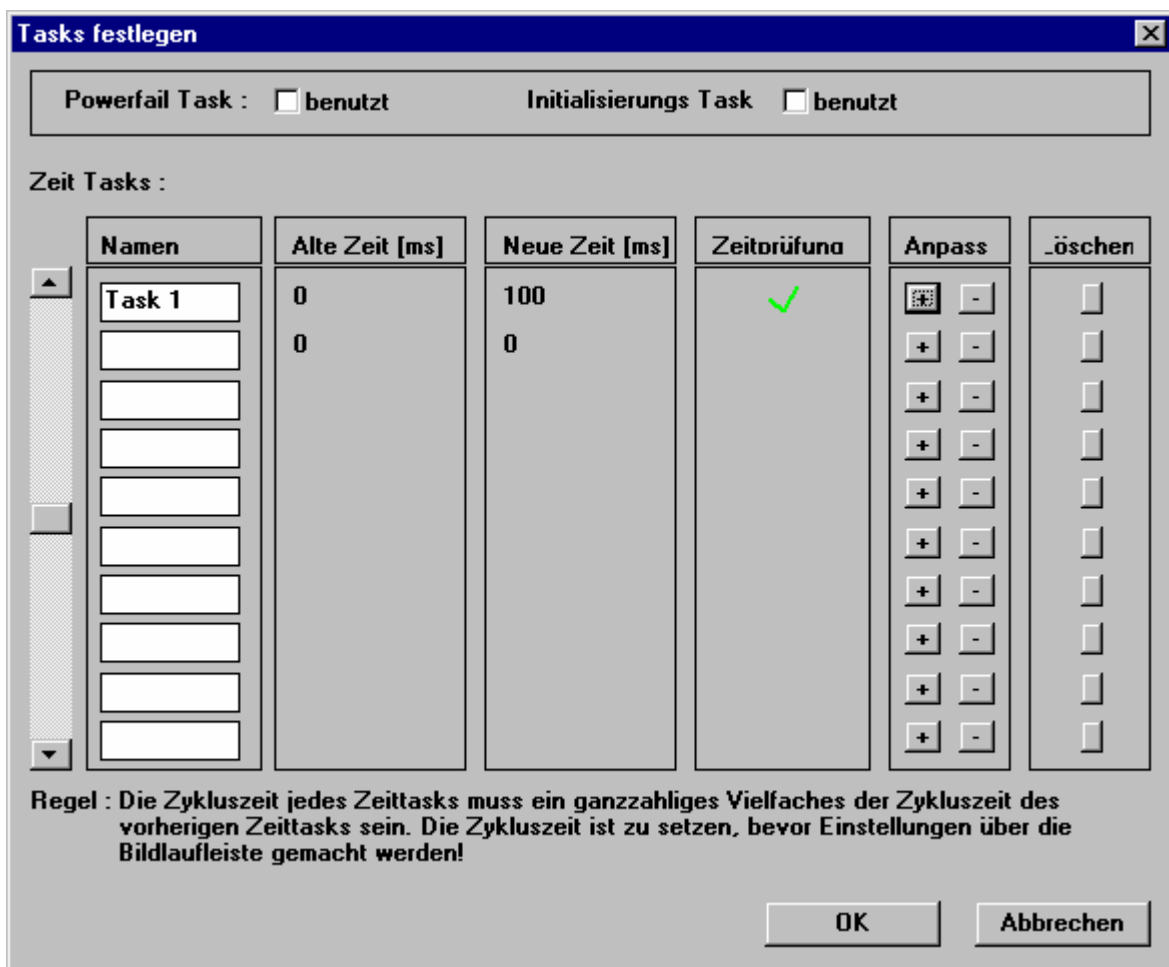 Tasks festlegen
Powerfail Task : benutzt Initialisierungs Task benutzt
Zeit Tasks :
Namen Alte Zeit [ms] Neue Zeit [ms] Zeitprüfung Anpass Löschen
Task 1 0 100 + -
0 0 + -
+ -
+ -
+ -
+ -
+ -
+ -
+ -
+ -
Regel : Die Zykluszeit jedes Zeittasks muss ein ganzzahliges Vielfaches der Zykluszeit des
vorherigen Zeittasks sein. Die Zykluszeit ist zu setzen, bevor Einstellungen über die
Bildlaufleiste gemacht werden!
OK Abbrechen